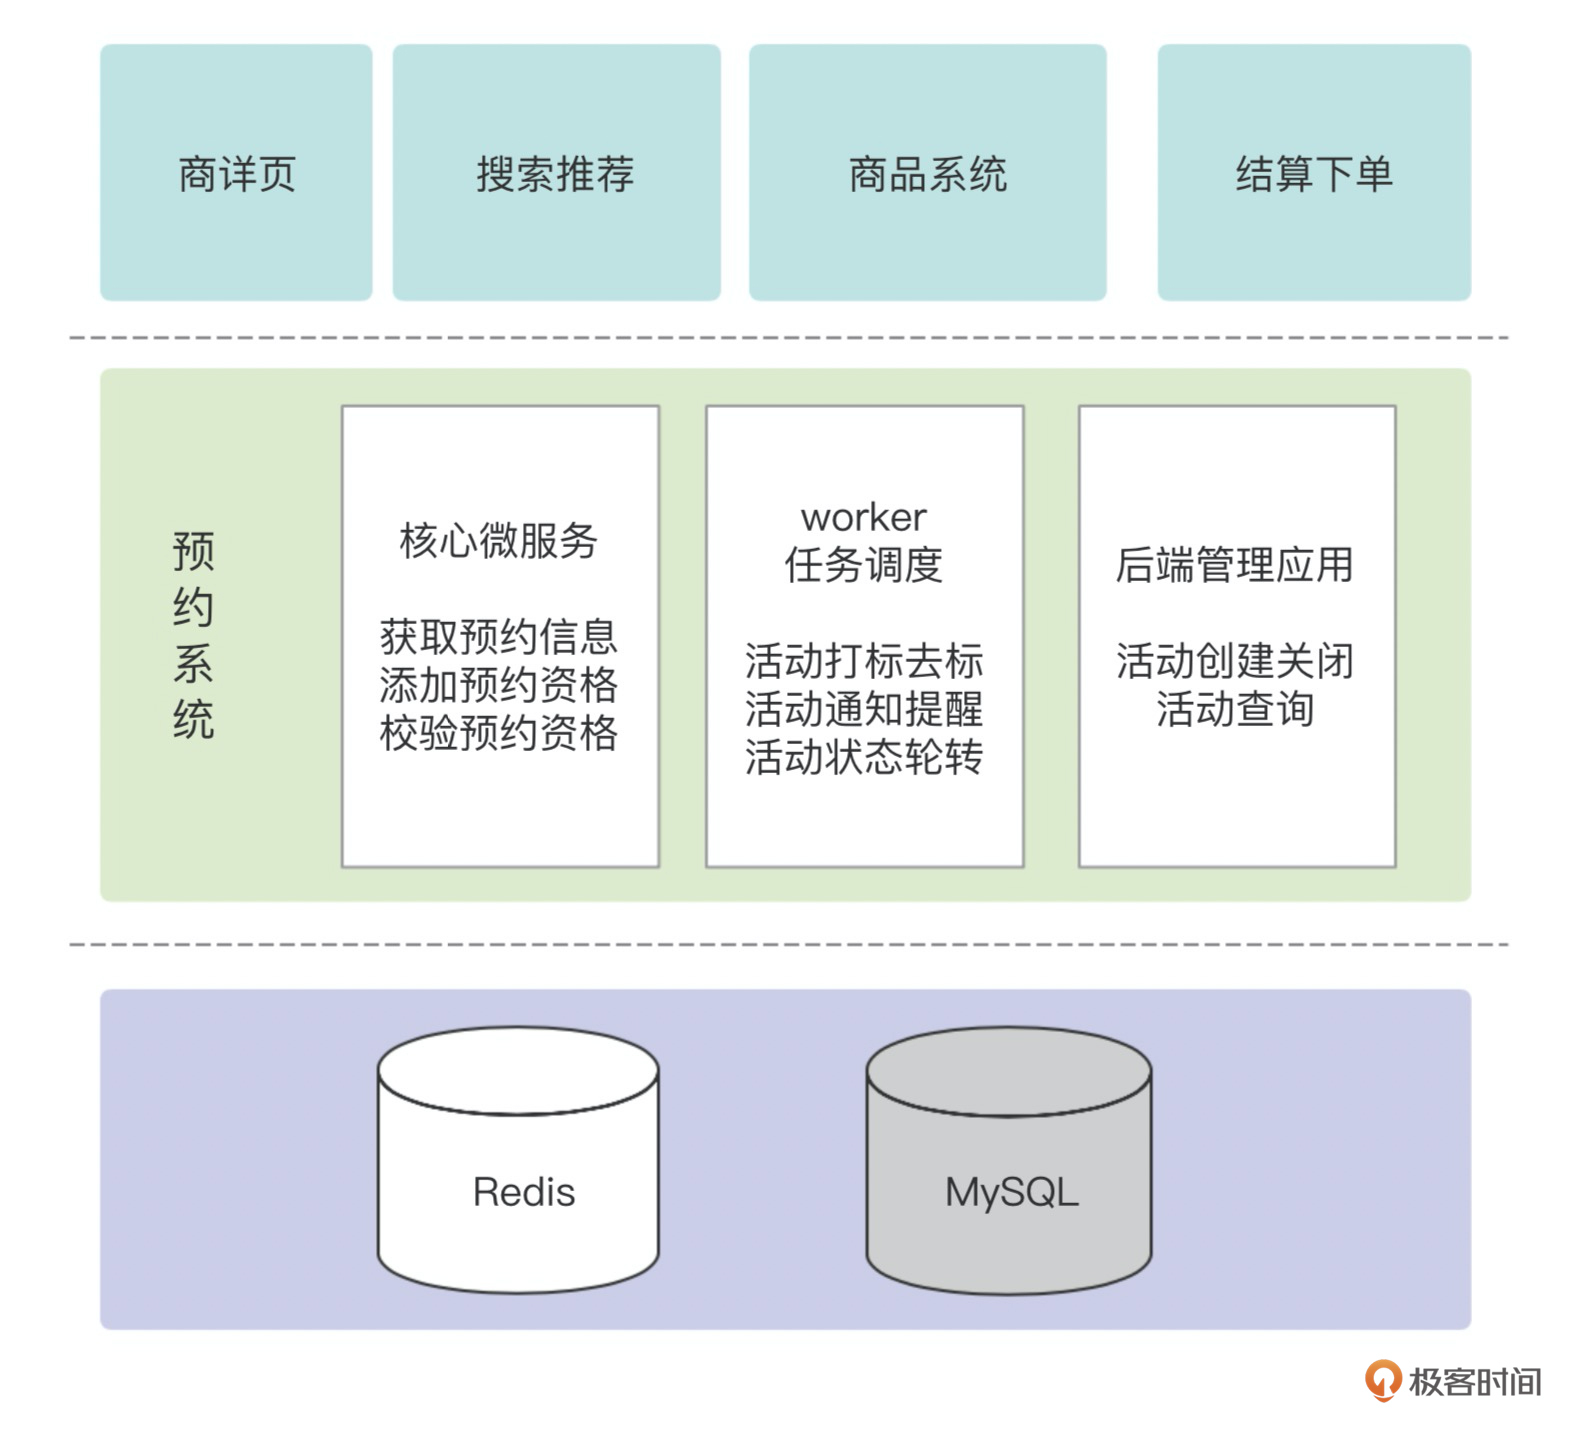 商详页
搜索推荐
商品系统
结算下单
预约系统
核心微服务
获取预约信息
添加预约资格
校验预约资格
worker
任务调度
活动打标去标
活动通知提醒
活动状态轮转
后端管理应用
活动创建关闭
活动查询
Redis
MySQL
极客时间